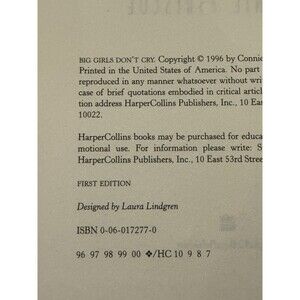 BIG GIRLS DON'T CRY. Copyright © 1996 by Connie
Printed in the United States of America. No part
reproduced in any manner whatsoever without wri
case of brief quotations embodied in critical articl
tion address HarperCollins Publishers, Inc., 10 East
10022.
HarperCollins books may be purchased for educa
motional use. For information please write: S
HarperCollins Publishers, Inc., 10 East 53rd Street
FIRST EDITION
Designed by Laura Lindgren
ISBN 0-06-017277-0
96 97 98 99 00 ❖/HC 10 9 8 7